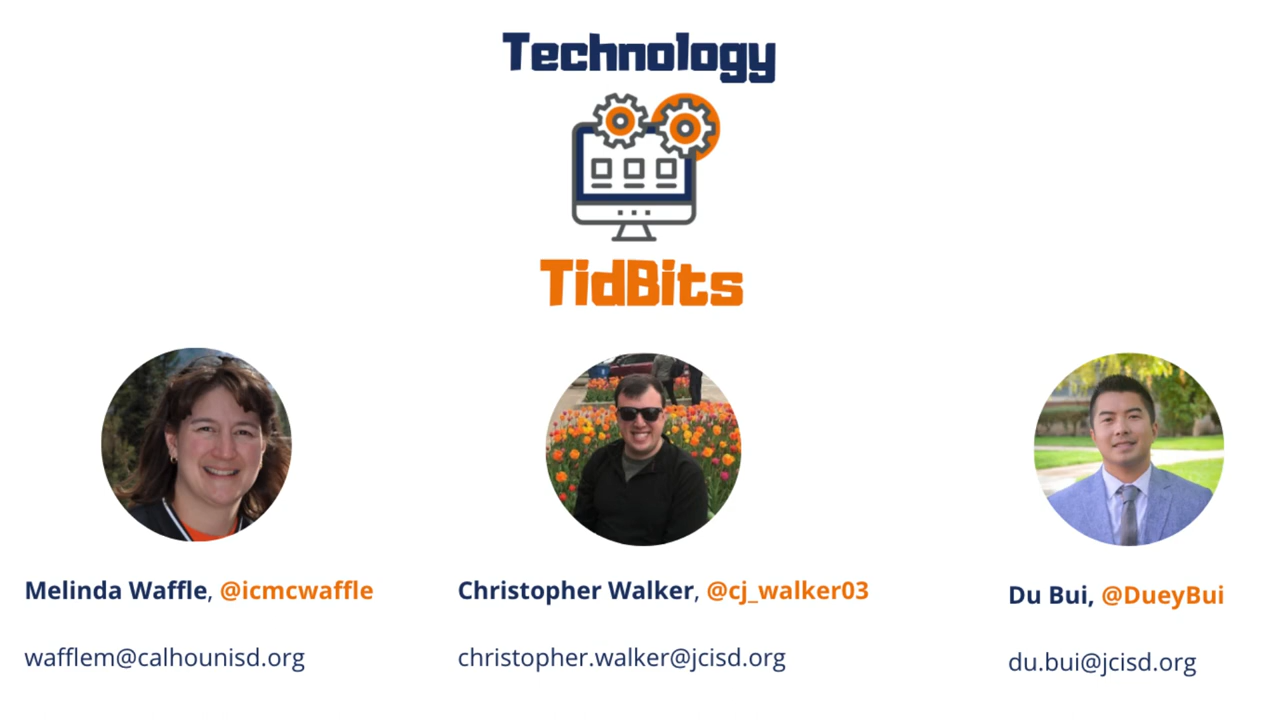 Technology
TidBits
Melinda Waffle, @icmcwaffle
wafflem@calhounisd.org
Christopher Walker, @cj_walker03
christopher.walker@jcisd.org
Du Bui, @DueyBui
du.bui@jcisd.org